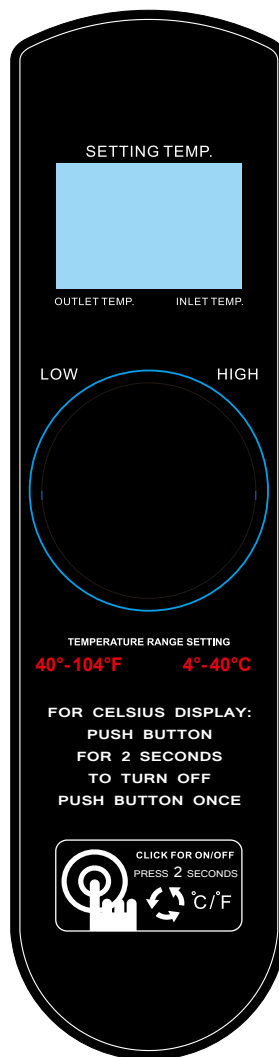 SETTING TEMP.
OUTLET TEMP. INLET TEMP.
LOW HIGH
TEMPERATURE RANGE SETTING
40°-104°F 4°-40°C
FOR CELSIUS DISPLAY:
PUSH BUTTON
FOR 2 SECONDS
TO TURN OFF
PUSH BUTTON ONCE
CLICK FOR ON/OFF
PRESS 2 SECONDS
°C/°F